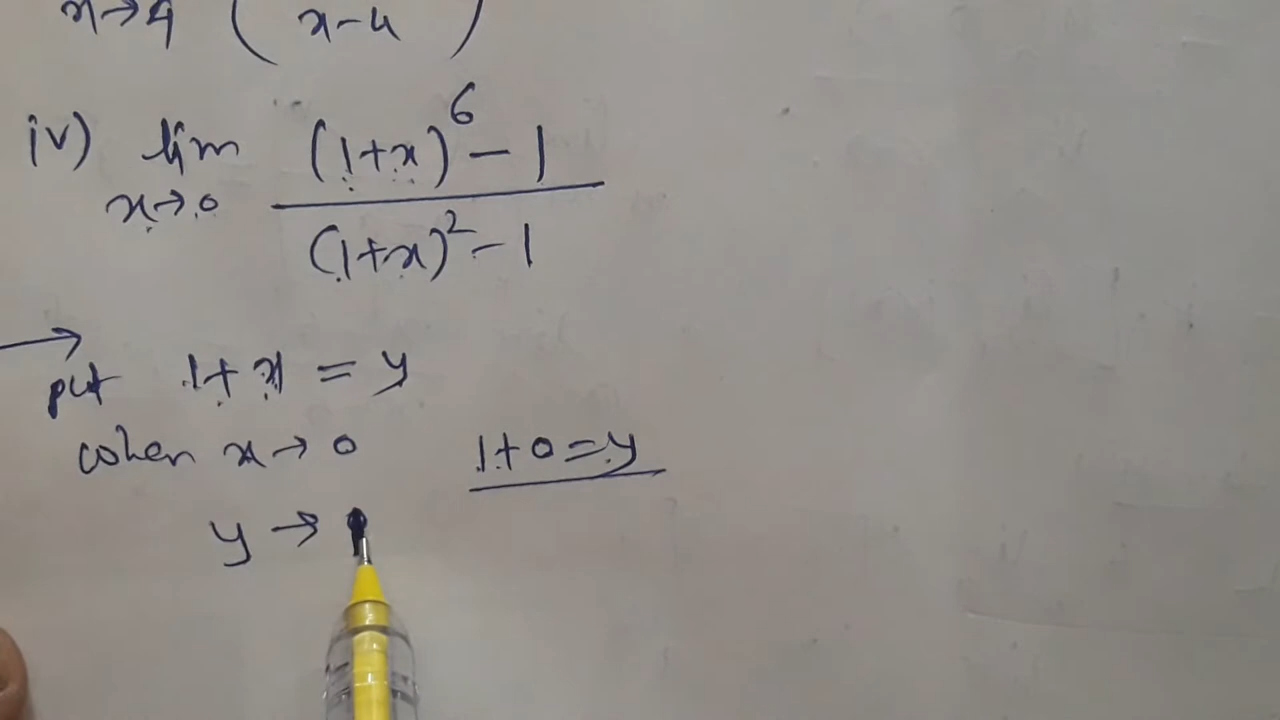 x→4 ( x-4 )
iv) lim x→0 (1+x)^6 - 1 / (1+x)^2 - 1
put 1+x = y
when x→0 1+0=y
y →